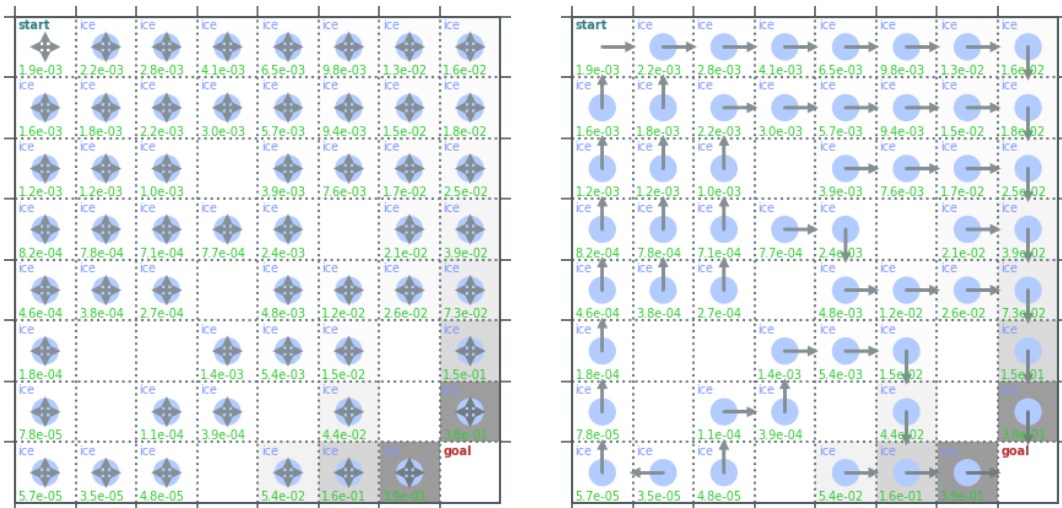 start ice ice ice ice ice ice ice
1.9e-03 2.2e-03 2.8e-03 4.1e-03 6.5e-03 9.8e-03 1.3e-02 1.6e-02
ice ice ice ice ice ice ice ice
1.6e-03 1.8e-03 2.2e-03 3.0e-03 5.7e-03 9.4e-03 1.5e-02 1.8e-02
ice ice ice ice ice ice ice
1.2e-03 1.2e-03 1.0e-03 3.9e-03 7.6e-03 1.7e-02 2.5e-02
ice ice ice ice ice ice ice
8.2e-04 7.8e-04 7.1e-04 7.7e-04 2.4e-03 2.1e-02 3.9e-02
ice ice ice ice ice ice ice
4.6e-04 3.8e-04 2.7e-04 4.8e-03 1.2e-02 2.6e-02 7.3e-02
ice ice ice ice ice
1.8e-04 1.4e-03 5.4e-03 1.5e-02 1.5e-01
ice ice ice ice ice
7.8e-05 1.1e-04 3.9e-04 4.4e-02 3.8e-01
ice ice ice ice ice ice goal
5.7e-05 3.5e-05 4.8e-05 5.4e-02 1.6e-01 3.9e-01
start ice ice ice ice ice ice ice
1.9e-03 2.2e-03 2.8e-03 4.1e-03 6.5e-03 9.8e-03 1.3e-02 1.6e-02
ice ice ice ice ice ice ice ice
1.6e-03 1.8e-03 2.2e-03 3.0e-03 5.7e-03 9.4e-03 1.5e-02 1.8e-02
ice ice ice ice ice ice ice
1.2e-03 1.2e-03 1.0e-03 3.9e-03 7.6e-03 1.7e-02 2.5e-02
ice ice ice ice ice ice ice
8.2e-04 7.8e-04 7.1e-04 7.7e-04 2.4e-03 2.1e-02 3.9e-02
ice ice ice ice ice ice ice
4.6e-04 3.8e-04 2.7e-04 4.8e-03 1.2e-02 2.6e-02 7.3e-02
ice ice ice ice ice
1.8e-04 1.4e-03 5.4e-03 1.5e-02 1.5e-01
ice ice ice ice ice
7.8e-05 1.1e-04 3.9e-04 4.4e-02 3.8e-01
ice ice ice ice ice ice goal
5.7e-05 3.5e-05 4.8e-05 5.4e-02 1.6e-01 3.9e-01